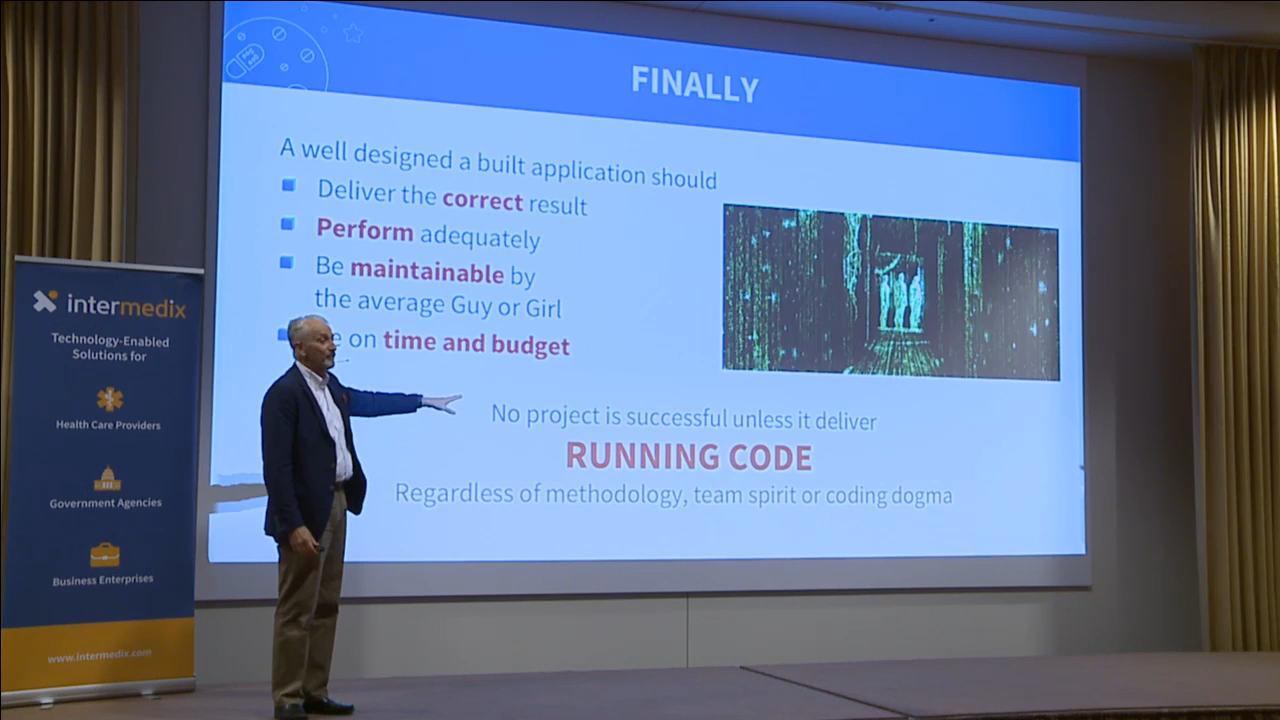 FINALLY
A well designed a built application should
Deliver the correct result
Perform adequately
Be maintainable by
the average Guy or Girl
on time and budget
No project is successful unless it deliver
RUNNING CODE
Regardless of methodology, team spirit or coding dogma
intermedix
Technology-Enabled
Solutions for
Health Care Providers
Government Agencies
Business Enterprises
www.intermedix.com